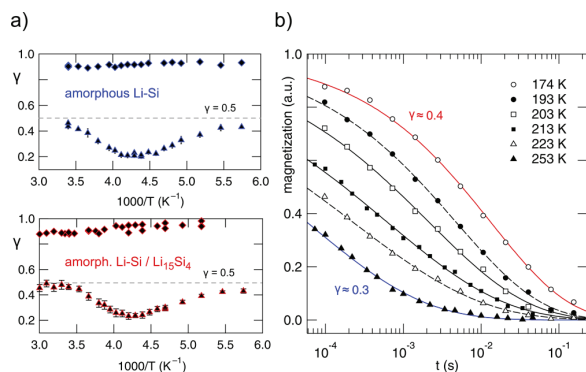 a)
1.0
0.8
γ
0.6
0.4
0.2
amorphous Li-Si
γ = 0.5
3.0 3.5 4.0 4.5 5.0 5.5 6.0
1000/T (K⁻¹)
1.0
0.8
γ
0.6
0.4
0.2
amorph. Li-Si / Li₁₅Si₄
γ = 0.5
3.0 3.5 4.0 4.5 5.0 5.5 6.0
1000/T (K⁻¹)
b)
1.0
0.8
magnetization (a.u.)
0.4
0.2
0.0
γ≈0.4
174 K
193 K
203 K
213 K
223 K
253 K
γ≈0.3
10⁻⁴ 10⁻³ 10⁻² 10⁻¹
t (s)